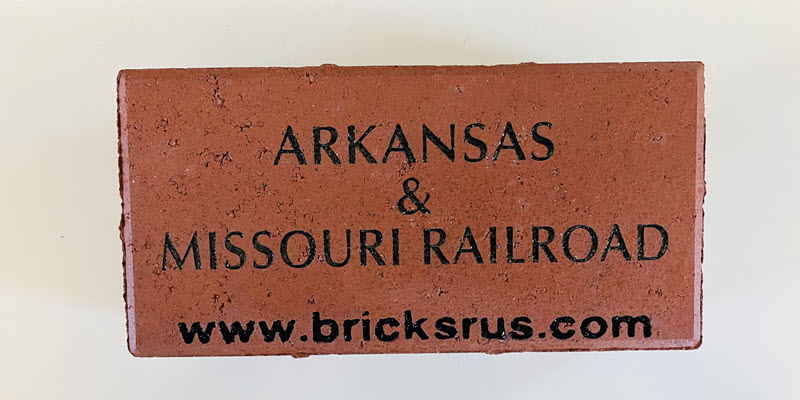 ARKANSAS
&
MISSOURI RAILROAD
www.bricksrus.com